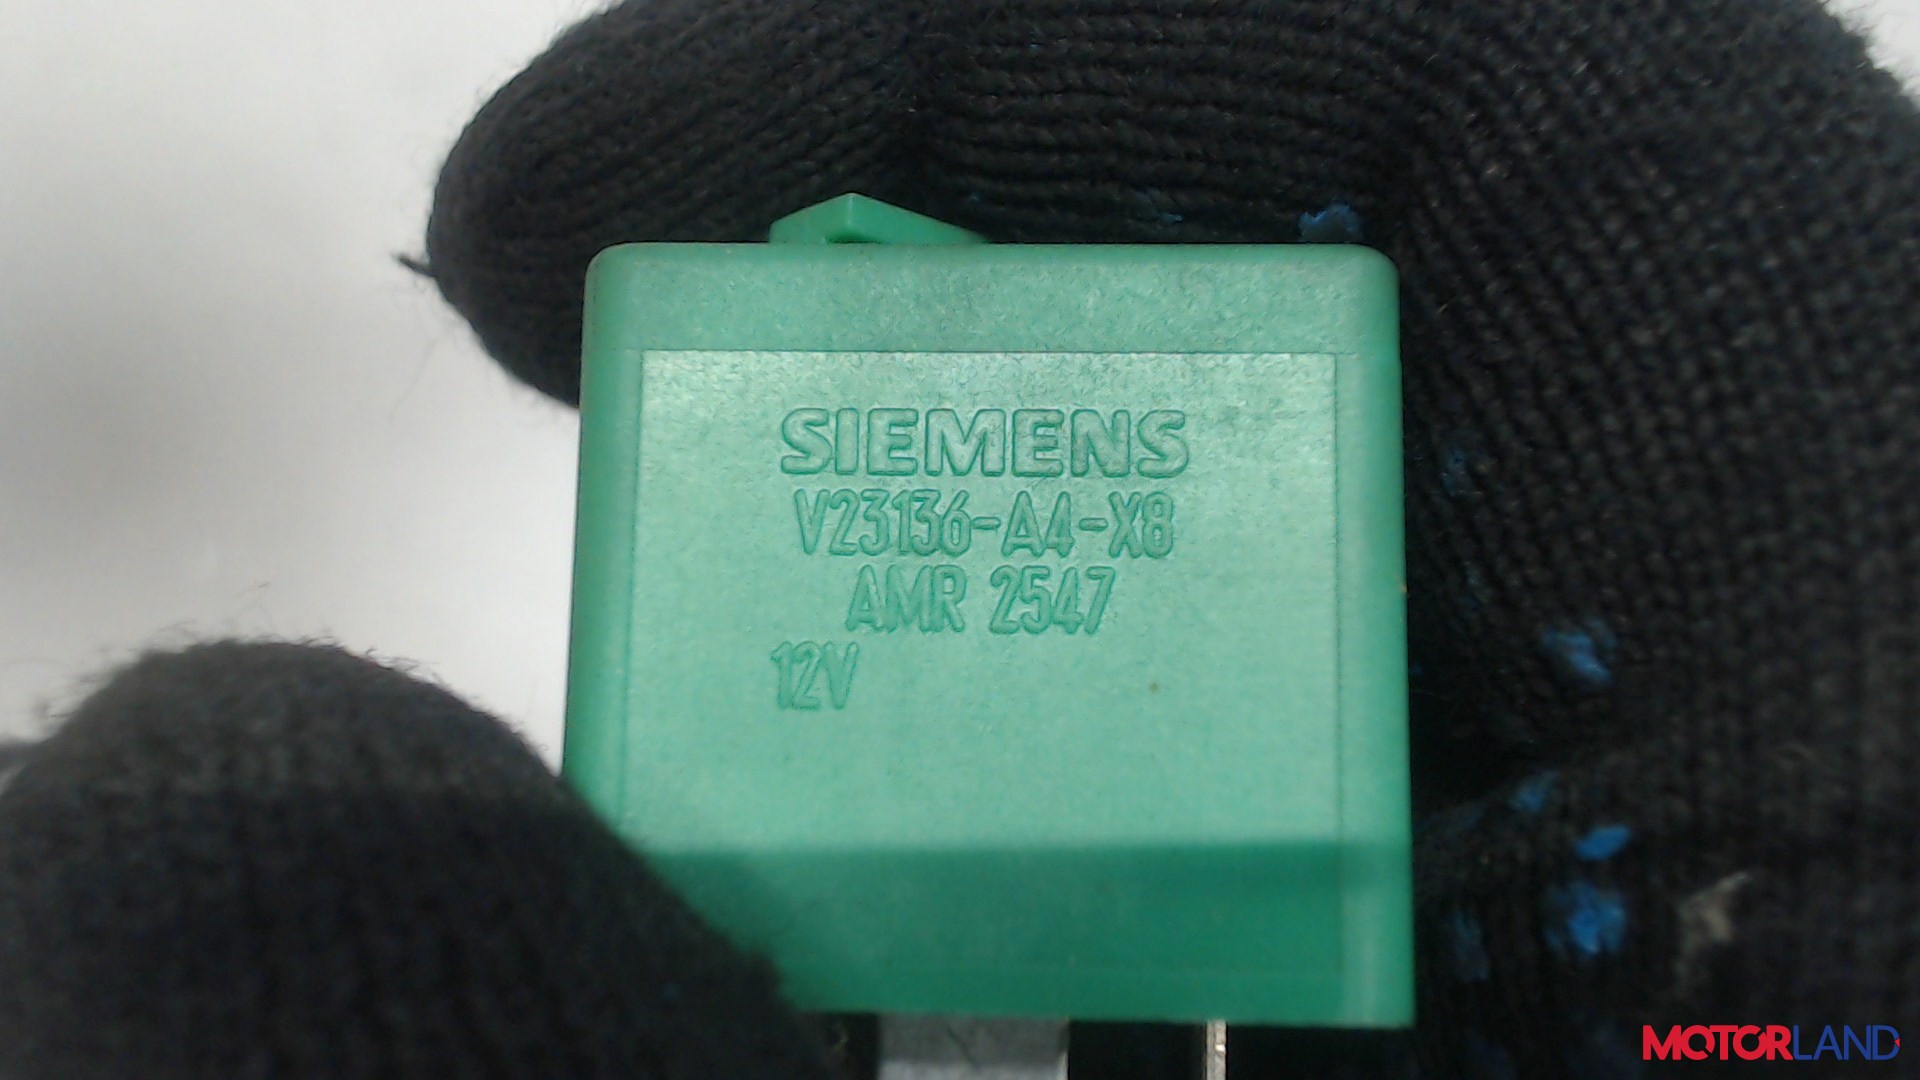 SIEMENS
V23136-A4-X8
AMR 2547
12V
MOTORLAND